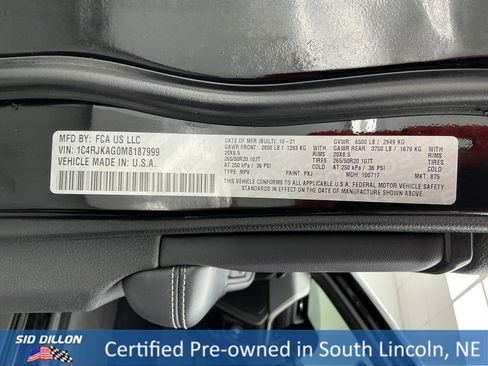 MFD BY: FCA US LLC
VIN: 1C4RJKAG0M8187999
VEHICLE MADE IN U.S.A.
DATE OF MFR (BUILT): 10-21 GVWR: 6500 LB / 2949 KG
GAWR FRONT: 2850 LB / 1293 KG WITH GAWR REAR: 3700 LB / 1679 KG WITH
20X8.5 RIMS 20X8.5 RIMS
265/50R20 107T TIRES 265/50R20 107T TIRES
AT 250 kPa / 36 PSI COLD AT 250 kPa / 36 PSI COLD
THIS VEHICLE CONFORMS TO ALL APPLICABLE U.S.A. FEDERAL MOTOR VEHICLE SAFETY
STANDARDS IN EFFECT ON THE DATE OF MANUFACTURE SHOWN ABOVE.
TYPE: MPV PAINT: PXJ MDH: 100717 MKT: 875
SID DILLON
Certified Pre-owned in South Lincoln, NE